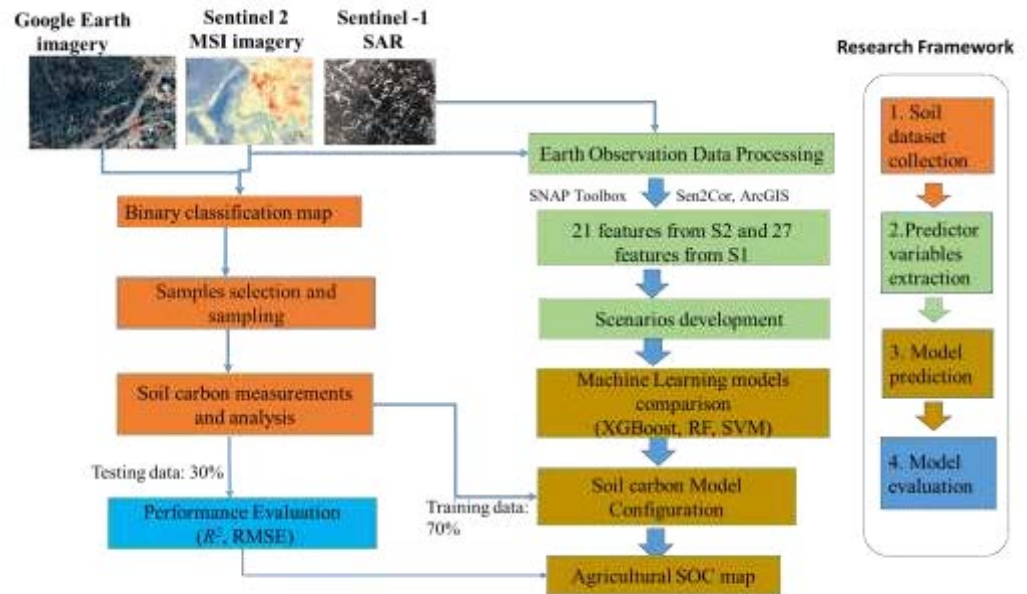 Google Earth
imagery
Sentinel 2
MSI imagery
Sentinel -1
SAR
Research Framework
Earth Observation Data Processing
SNAP Toolbox
Sen2Cor, ArcGIS
Binary classification map
21 features from S2 and 27
features from S1
Samples selection and
sampling
Scenarios development
Soil carbon measurements
and analysis
Machine Learning models
comparison
(XGBoost, RF, SVM)
Testing data: 30%
Training data:
70%
Soil carbon Model
Configuration
Performance Evaluation
(R², RMSE)
Agricultural SOC map
1. Soil
dataset
collection
2.Predictor
variables
extraction
3. Model
prediction
4. Model
evaluation